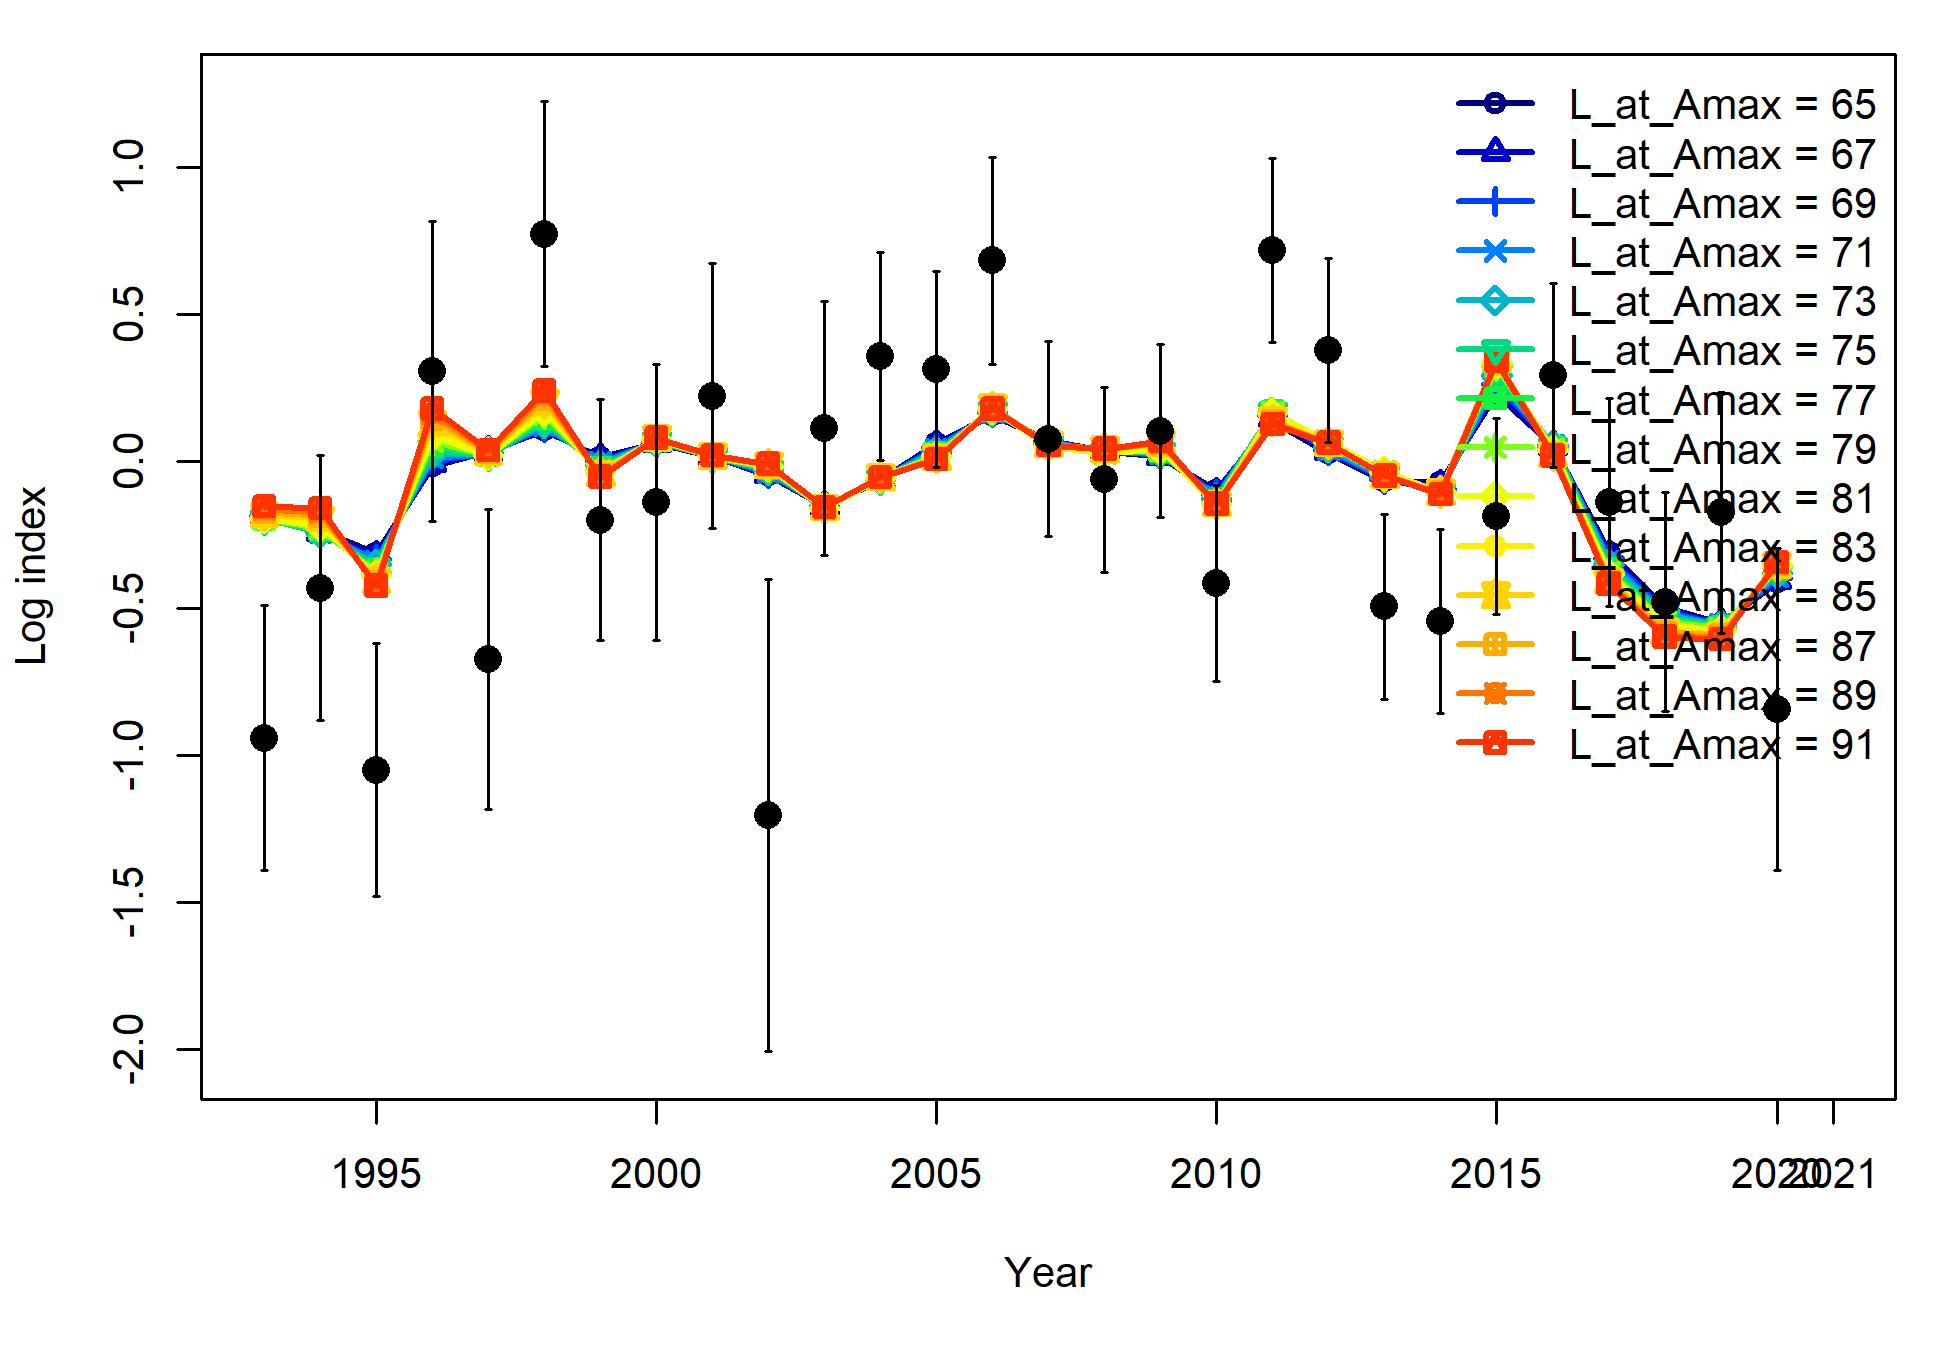 L_at_Amax = 65
L_at_Amax = 67
L_at_Amax = 69
L_at_Amax = 71
L_at_Amax = 73
L_at_Amax = 75
L_at_Amax = 77
L_at_Amax = 79
L_at_Amax = 81
L_at_Amax = 83
L_at_Amax = 85
L_at_Amax = 87
L_at_Amax = 89
L_at_Amax = 91
1.0
0.5
0.0
-0.5
-1.0
-1.5
-2.0
Log index
1995 2000 2005 2010 2015 2020 2021
Year